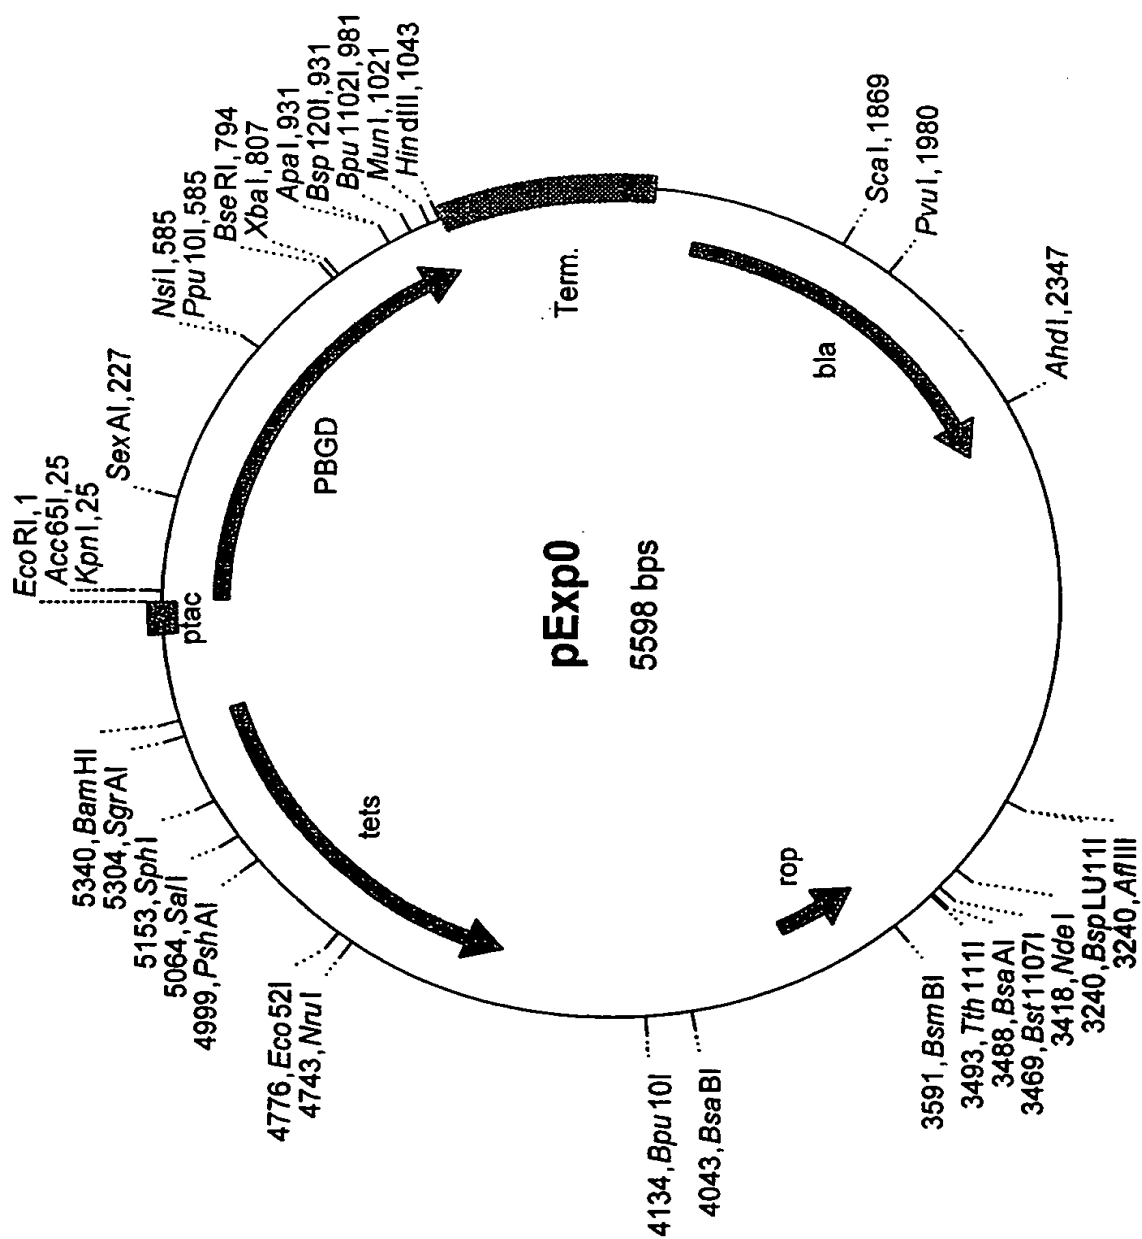 EcoRI,1
Acc65I,25
KpnI,25
SexAI,227
NsiI,585
Ppu10I,585
BseRI,794
XbaI,807
ApaI,931
Bsp120I,931
Bpu1102I,981
MunI,1021
HindIII,1043
ScaI,1869
PvuI,1980
AhdI,2347
ptac
PBGD
Term.
bla
pExp0
5598 bps
tets
rop
5340,BamHI
5304,SgrAI
5153,SphI
5064,SalI
4999,PshAI
4776,Eco52I
4743,NruI
4134,Bpu10I
4043,BsaBI
3591,BsmBI
3493,Tth111I
3488,BsaAI
3469,Bst1107I
3418,NdeI
3240,BspLU11I
3240,AflIII